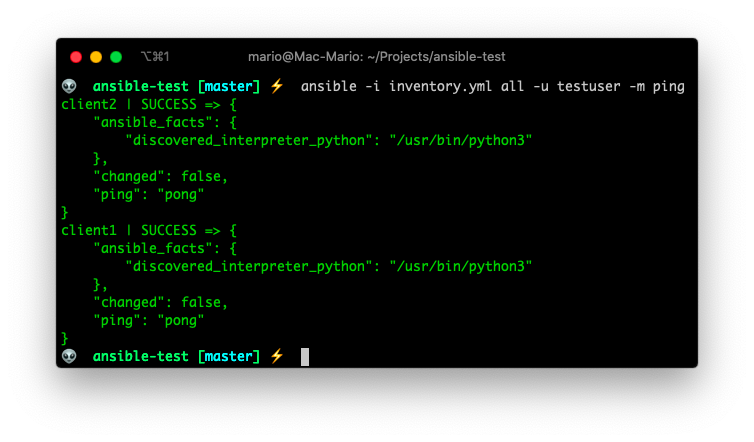 ⌥⌘1 mario@Mac-Mario: ~/Projects/ansible-test
👽 ansible-test [master] ⚡ ansible -i inventory.yml all -u testuser -m ping
client2 | SUCCESS => {
    "ansible_facts": {
        "discovered_interpreter_python": "/usr/bin/python3"
    },
    "changed": false,
    "ping": "pong"
}
client1 | SUCCESS => {
    "ansible_facts": {
        "discovered_interpreter_python": "/usr/bin/python3"
    },
    "changed": false,
    "ping": "pong"
}
👽 ansible-test [master] ⚡